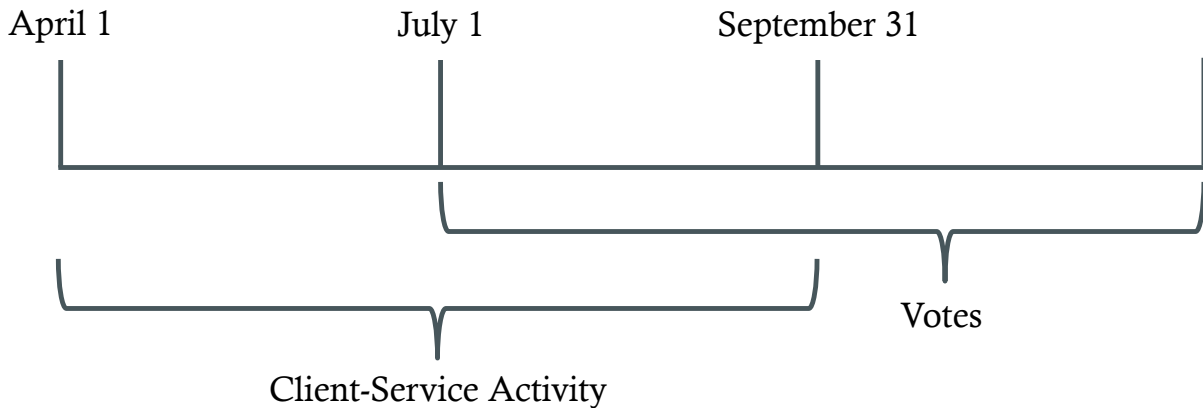 April 1
July 1
September 31
Votes
Client-Service Activity